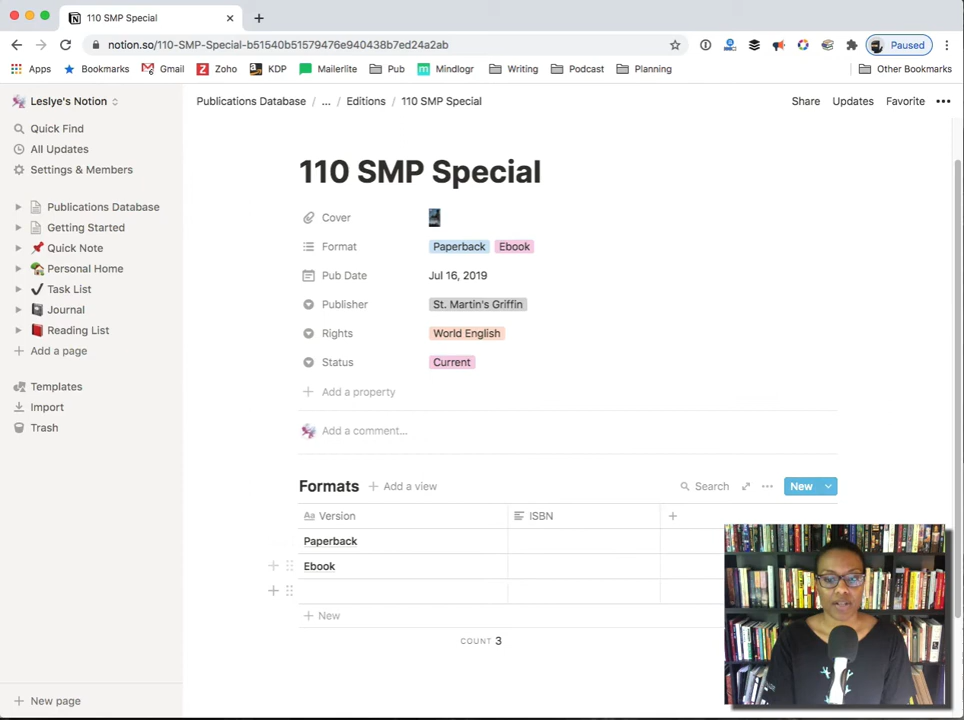 110 SMP Special
notion.so/110-SMP-Special-b51540b51579476e940438b7ed24a2ab
Paused
Apps Bookmarks Gmail Zoho KDP Mailerlite Pub Mindlogr Writing Podcast Planning Other Bookmarks
Leslye's Notion
Publications Database / ... / Editions / 110 SMP Special
Share Updates Favorite
Quick Find
All Updates
Settings & Members
Publications Database
Getting Started
Quick Note
Personal Home
Task List
Journal
Reading List
Add a page
Templates
Import
Trash
New page
110 SMP Special
Cover
Format Paperback Ebook
Pub Date Jul 16, 2019
Publisher St. Martin's Griffin
Rights World English
Status Current
Add a property
Add a comment...
Formats Add a view Search New
Aa Version ISBN
Paperback
Ebook
New
COUNT 3